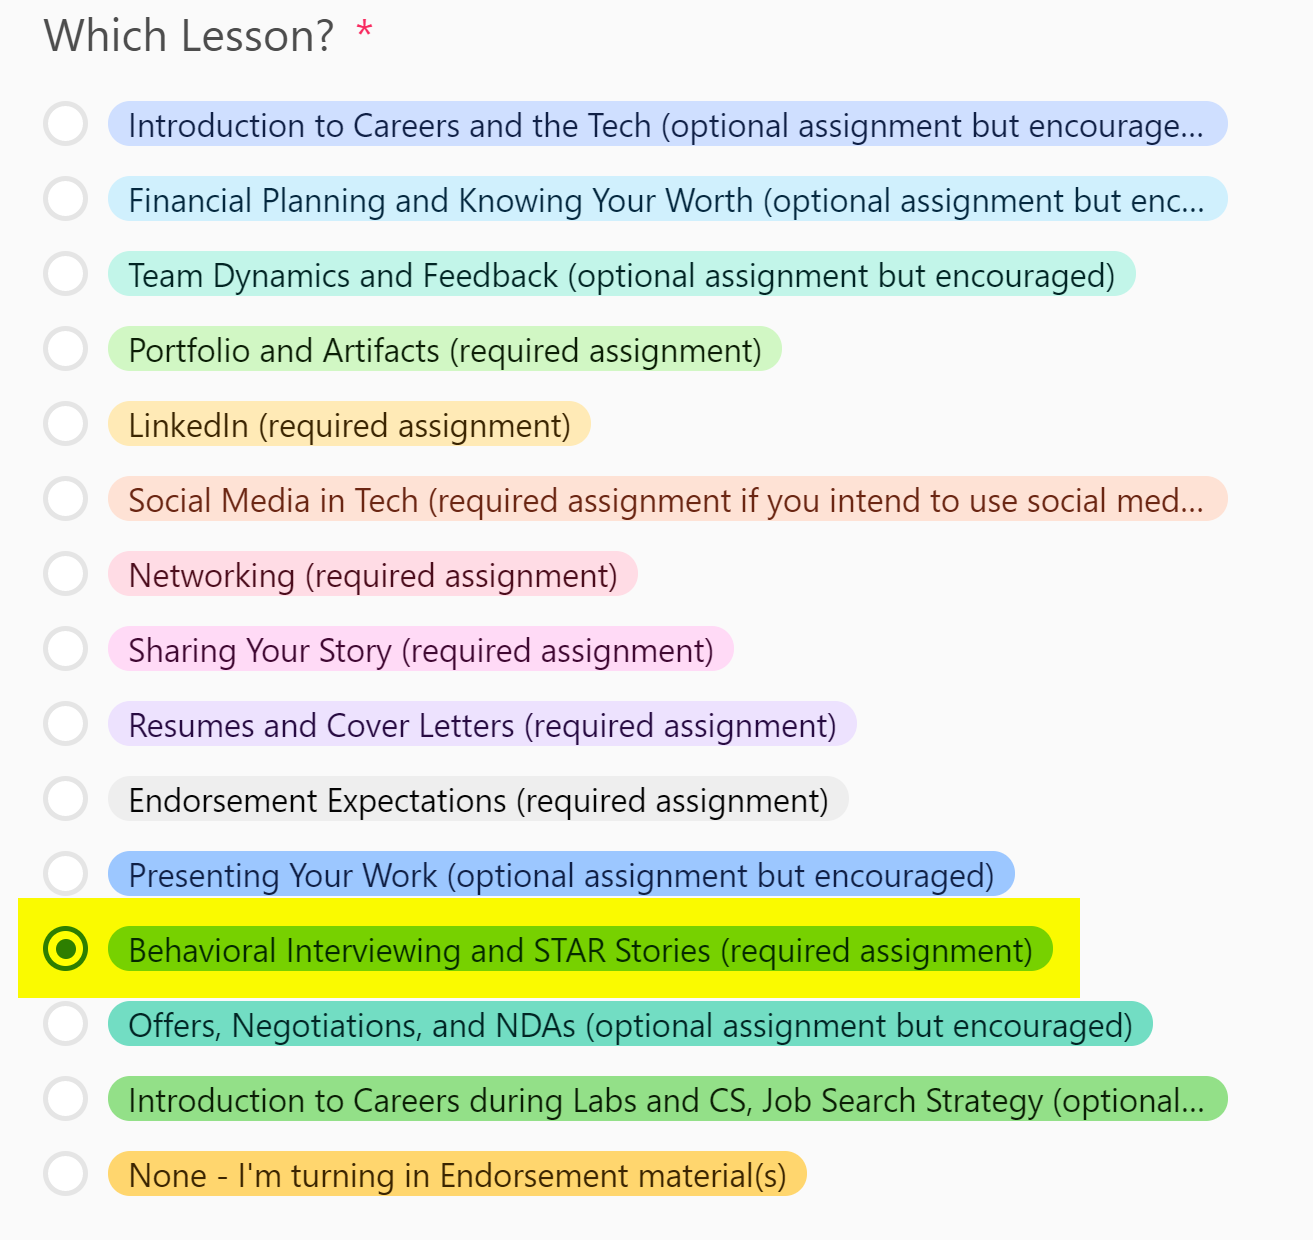 Which Lesson? *
Introduction to Careers and the Tech (optional assignment but encourage...
Financial Planning and Knowing Your Worth (optional assignment but enc...
Team Dynamics and Feedback (optional assignment but encouraged)
Portfolio and Artifacts (required assignment)
LinkedIn (required assignment)
Social Media in Tech (required assignment if you intend to use social med...
Networking (required assignment)
Sharing Your Story (required assignment)
Resumes and Cover Letters (required assignment)
Endorsement Expectations (required assignment)
Presenting Your Work (optional assignment but encouraged)
Behavioral Interviewing and STAR Stories (required assignment)
Offers, Negotiations, and NDAs (optional assignment but encouraged)
Introduction to Careers during Labs and CS, Job Search Strategy (optional...
None - I'm turning in Endorsement material(s)